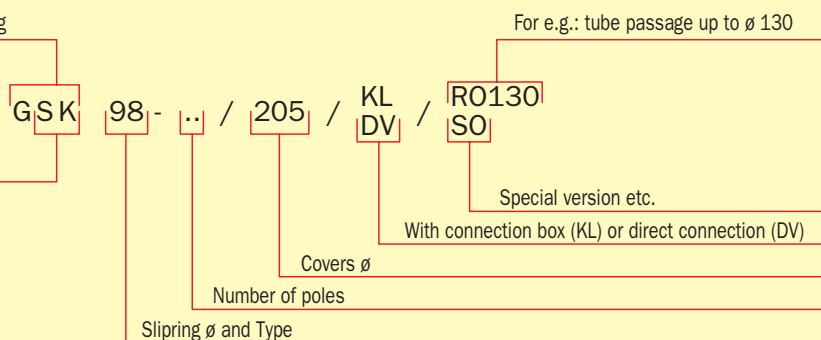 For e.g.: tube passage up to ø 130
GSK 98 - .. / 205 / KL / RO130
DV SO
Special version etc.
With connection box (KL) or direct connection (DV)
Covers ø
Number of poles
Slipring ø and Type